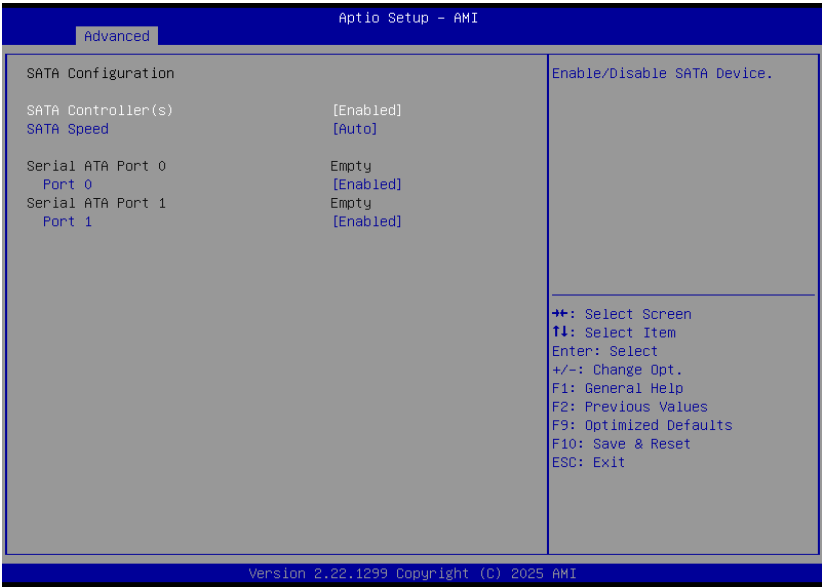 Aptio Setup – AMI
Advanced
SATA Configuration
SATA Controller(s) [Enabled]
SATA Speed [Auto]
Serial ATA Port 0 Empty
Port 0 [Enabled]
Serial ATA Port 1 Empty
Port 1 [Enabled]
Enable/Disable SATA Device.
→←: Select Screen
↑↓: Select Item
Enter: Select
+/-: Change Opt.
F1: General Help
F2: Previous Values
F9: Optimized Defaults
F10: Save & Reset
ESC: Exit
Version 2.22.1299 Copyright (C) 2025 AMI